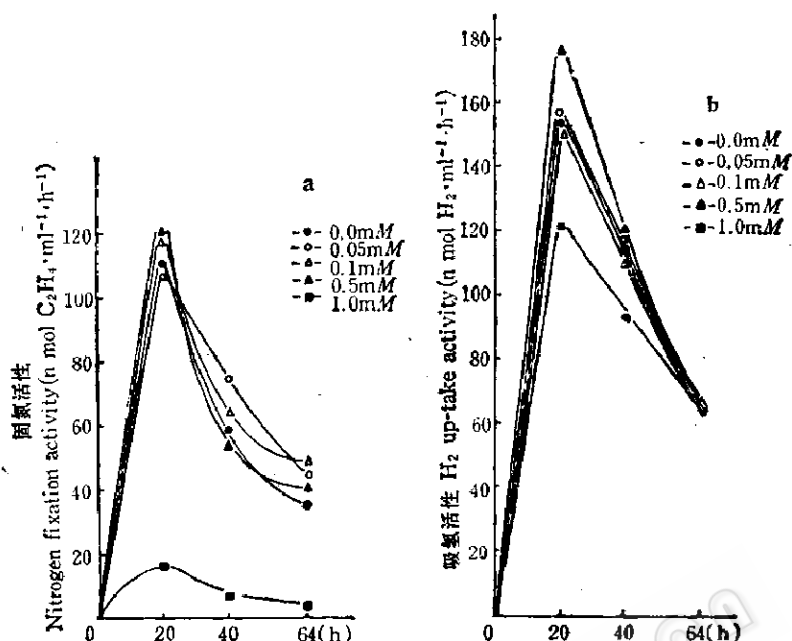 a
固氮活性
Nitrogen fixation activity(n mol C₂H₄·ml⁻¹·h⁻¹)
120
100
80
60
40
20
0
20
40
64(h)
0.0mM
0.05mM
0.1mM
0.5mM
1.0mM
b
吸氢活性 H₂ up-take activity(n mol H₂·ml⁻¹·h⁻¹)
180
160
140
120
100
80
60
40
20
0
20
40
64(h)
0.0mM
0.05mM
0.1mM
0.5mM
1.0mM